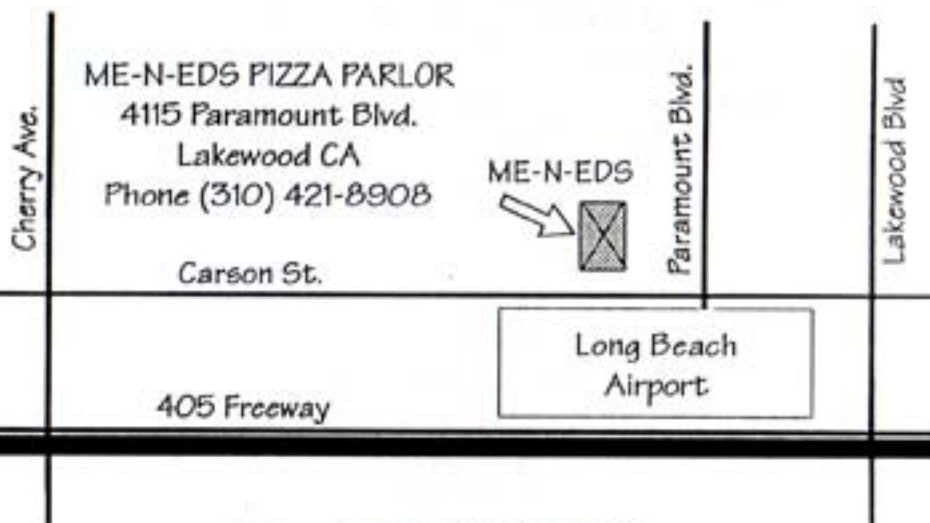 ME-N-EDS PIZZA PARLOR
4115 Paramount Blvd.
Lakewood CA
Phone (310) 421-8908
Cherry Ave.
ME-N-EDS
Paramount Blvd.
Lakewood Blvd
Carson St.
Long Beach
Airport
405 Freeway